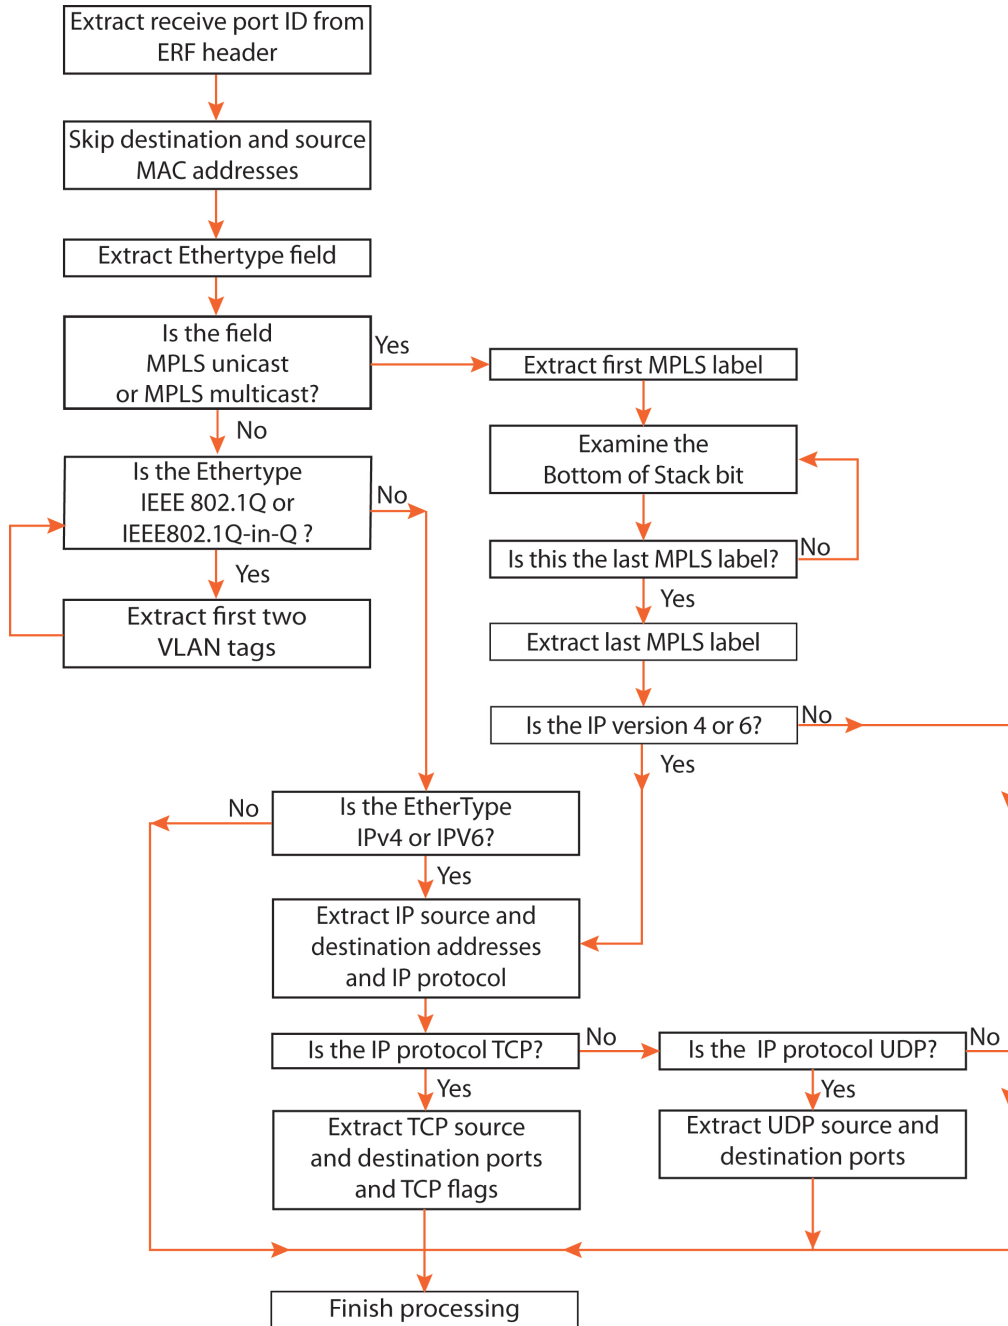 Extract receive port ID from
ERF header
Skip destination and source
MAC addresses
Extract Ethertype field
Is the field
MPLS unicast
or MPLS multicast?
Yes
Extract first MPLS label
No
Examine the
Bottom of Stack bit
Is the Ethertype
IEEE 802.1Q or
IEEE802.1Q-in-Q ?
No
Is this the last MPLS label?
No
Yes
Yes
Extract first two
VLAN tags
Extract last MPLS label
Is the IP version 4 or 6?
No
Yes
No
Is the EtherType
IPv4 or IPV6?
Yes
Extract IP source and
destination addresses
and IP protocol
Is the IP protocol TCP?
No
Is the IP protocol UDP?
No
Yes
Yes
Extract TCP source
and destination ports
and TCP flags
Extract UDP source and
destination ports
Finish processing